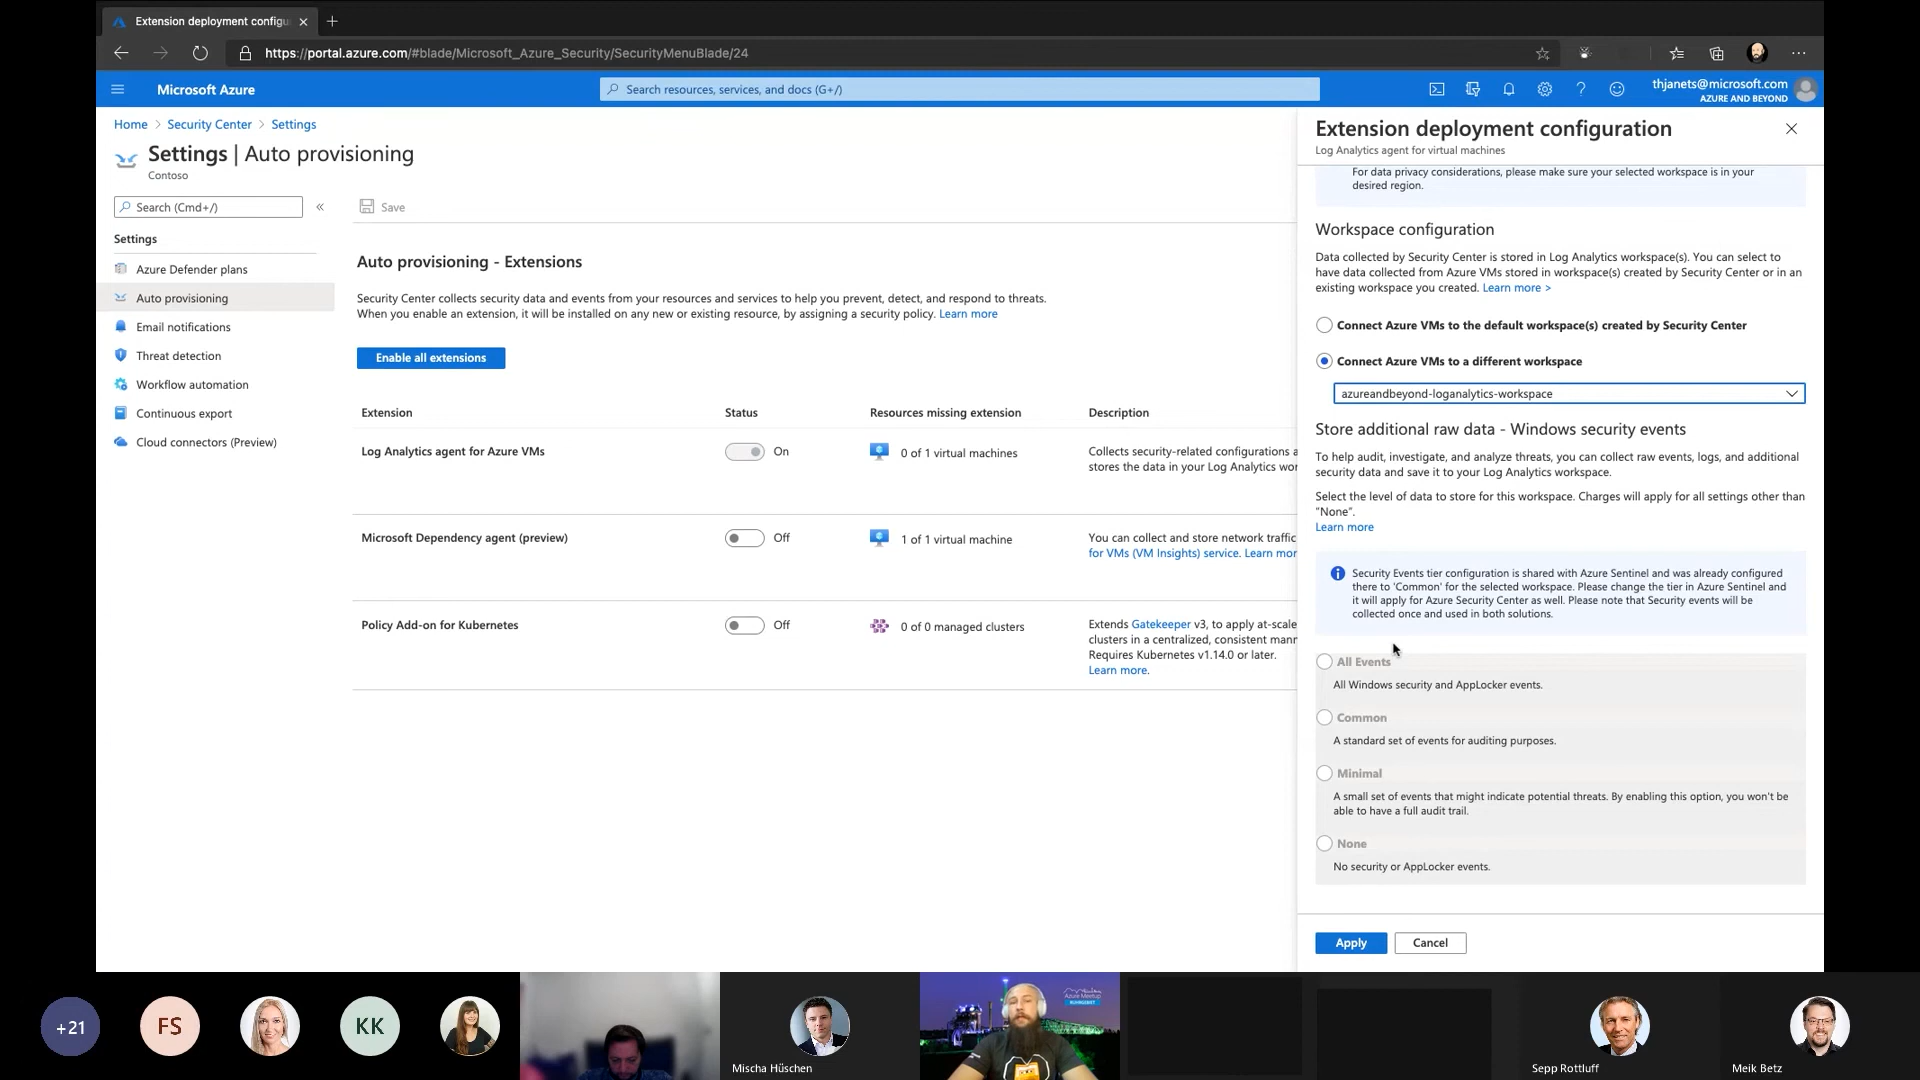 Extension deployment configu
https://portal.azure.com/#blade/Microsoft_Azure_Security/SecurityMenuBlade/24
Microsoft Azure
Search resources, services, and docs (G+/)
thjanets@microsoft.com
AZURE AND BEYOND
Home > Security Center > Settings
Settings | Auto provisioning
Contoso
Search (Cmd+/)
«
Settings
Azure Defender plans
Auto provisioning
Email notifications
Threat detection
Workflow automation
Continuous export
Cloud connectors (Preview)
Save
Auto provisioning - Extensions
Security Center collects security data and events from your resources and services to help you prevent, detect, and respond to threats.
When you enable an extension, it will be installed on any new or existing resource, by assigning a security policy. Learn more
Enable all extensions
Extension Status Resources missing extension Description
Log Analytics agent for Azure VMs On 0 of 1 virtual machines Collects security-related configurations a
stores the data in your Log Analytics wor
Microsoft Dependency agent (preview) Off 1 of 1 virtual machine You can collect and store network traffic
for VMs (VM Insights) service. Learn mor
Policy Add-on for Kubernetes Off 0 of 0 managed clusters Extends Gatekeeper v3, to apply at-scale
clusters in a centralized, consistent mann
Requires Kubernetes v1.14.0 or later.
Learn more.
Extension deployment configuration
Log Analytics agent for virtual machines
For data privacy considerations, please make sure your selected workspace is in your
desired region.
Workspace configuration
Data collected by Security Center is stored in Log Analytics workspace(s). You can select to
have data collected from Azure VMs stored in workspace(s) created by Security Center or in an
existing workspace you created. Learn more >
Connect Azure VMs to the default workspace(s) created by Security Center
Connect Azure VMs to a different workspace
azureandbeyond-loganalytics-workspace
Store additional raw data - Windows security events
To help audit, investigate, and analyze threats, you can collect raw events, logs, and additional
security data and save it to your Log Analytics workspace.
Select the level of data to store for this workspace. Charges will apply for all settings other than
"None".
Learn more
Security Events tier configuration is shared with Azure Sentinel and was already configured
there to 'Common' for the selected workspace. Please change the tier in Azure Sentinel and
it will apply for Azure Security Center as well. Please note that Security events will be
collected once and used in both solutions.
All Events
All Windows security and AppLocker events.
Common
A standard set of events for auditing purposes.
Minimal
A small set of events that might indicate potential threats. By enabling this option, you won't be
able to have a full audit trail.
None
No security or AppLocker events.
Apply
Cancel
+21
FS
KK
Mischa Hüschen
Azure Meetup
Sepp Rottluff
Meik Betz